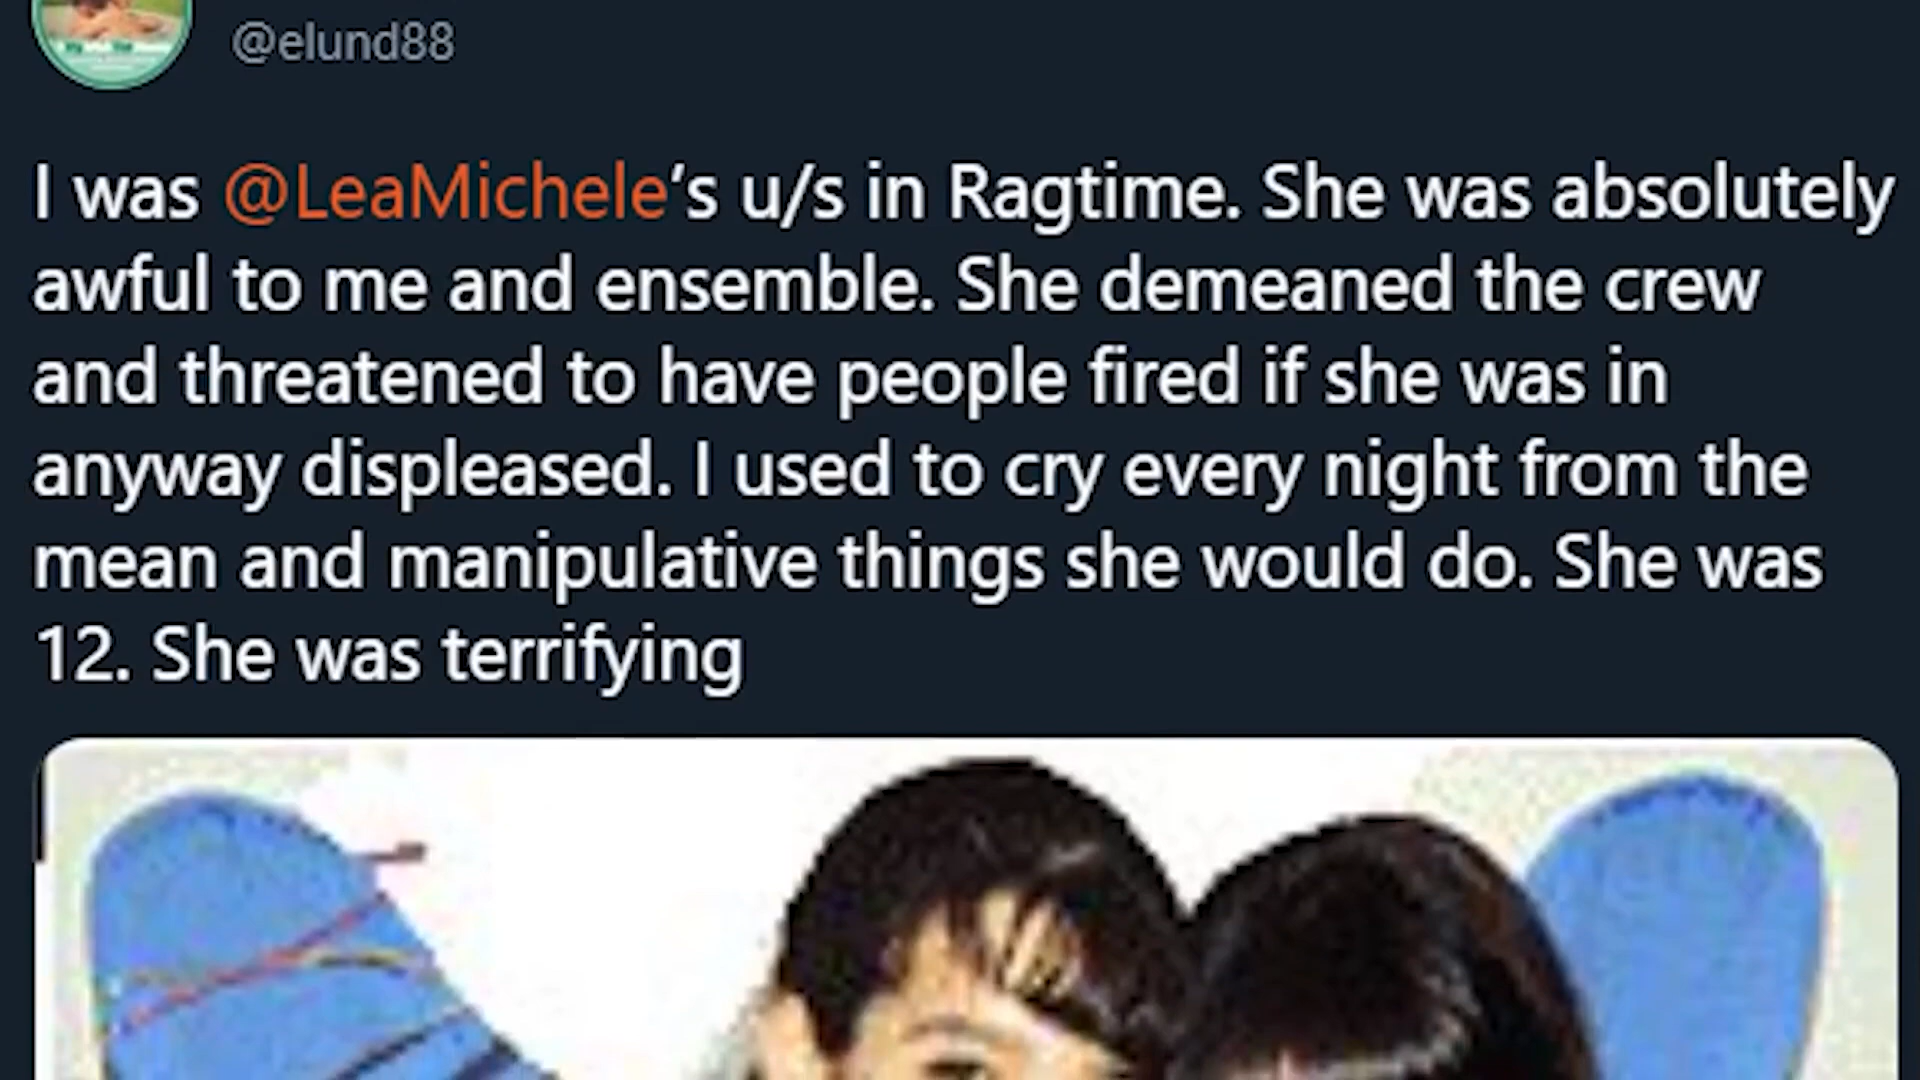 @elund88
I was @LeaMichele's u/s in Ragtime. She was absolutely
awful to me and ensemble. She demeaned the crew
and threatened to have people fired if she was in
anyway displeased. I used to cry every night from the
mean and manipulative things she would do. She was
12. She was terrifying